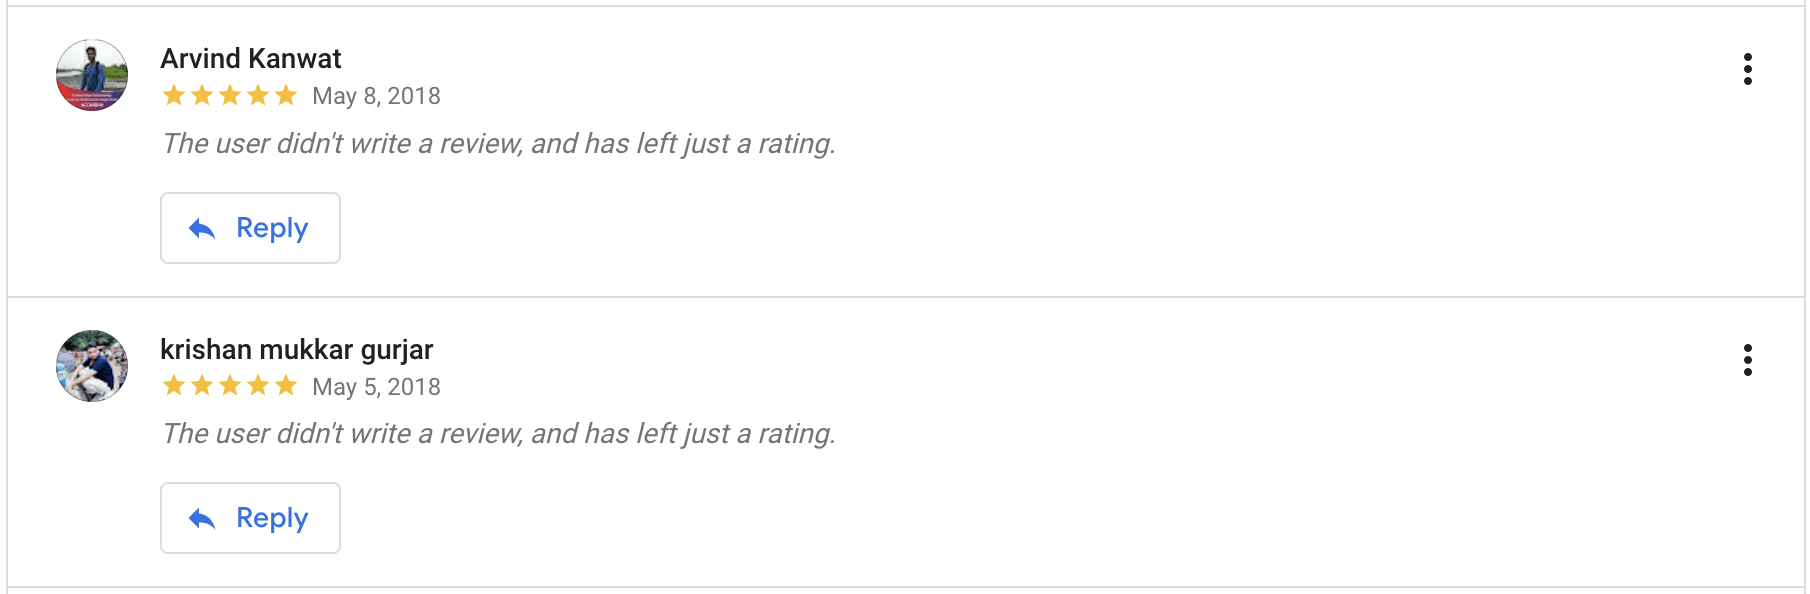 Arvind Kanwat
May 8, 2018
The user didn't write a review, and has left just a rating.
Reply
krishan mukkar gurjar
May 5, 2018
The user didn't write a review, and has left just a rating.
Reply